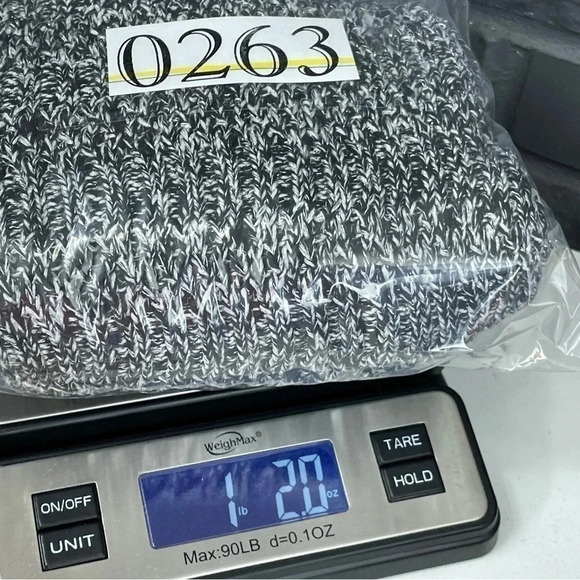 0263
WeighMax®
1 lb 2.0 oz
TARE
HOLD
ON/OFF
UNIT
Max:90LB d=0.1OZ